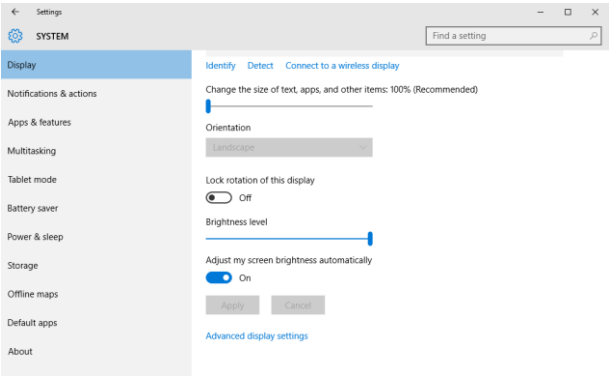 Settings
SYSTEM
Find a setting
Display
Notifications & actions
Apps & features
Multitasking
Tablet mode
Battery saver
Power & sleep
Storage
Offline maps
Default apps
About
Identify Detect Connect to a wireless display
Change the size of text, apps, and other items: 100% (Recommended)
Orientation
Landscape
Lock rotation of this display
Off
Brightness level
Adjust my screen brightness automatically
On
Apply Cancel
Advanced display settings